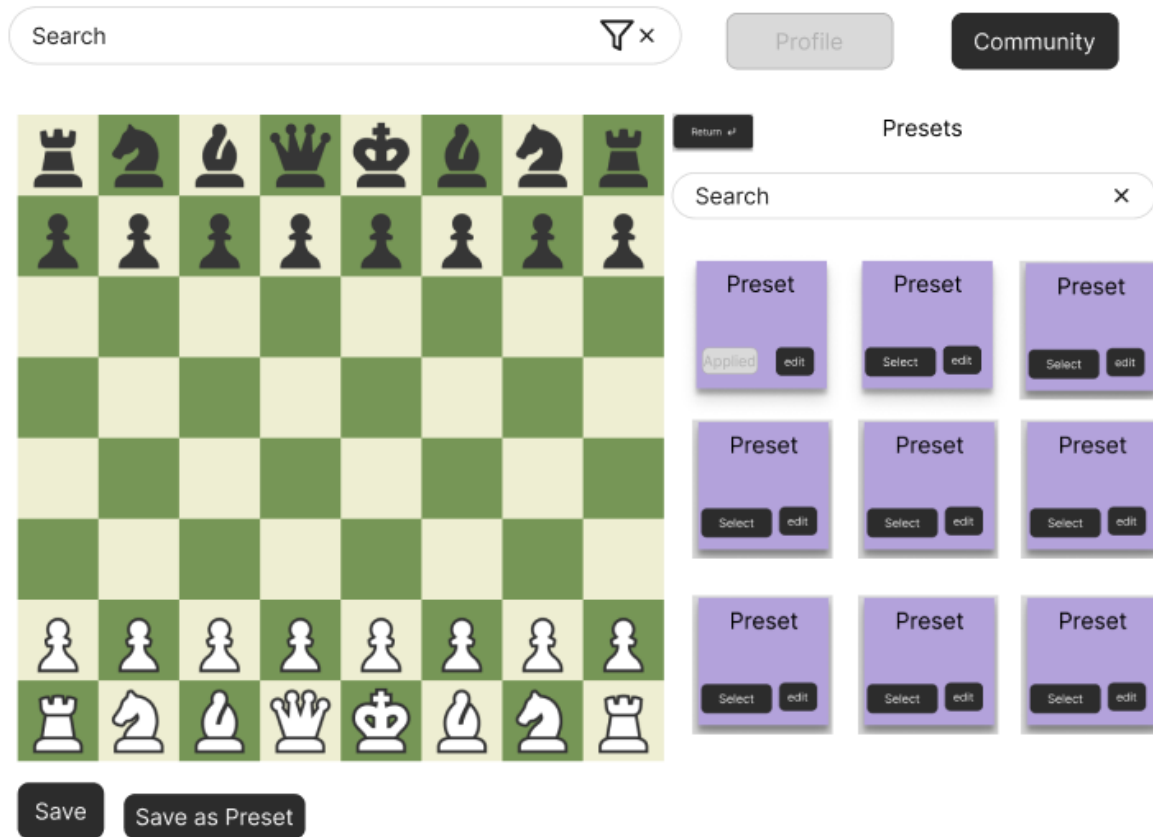 Search
Profile
Community
Return
Presets
Search
Preset
Applied edit
Preset
Select edit
Preset
Select edit
Preset
Select edit
Preset
Select edit
Preset
Select edit
Preset
Select edit
Preset
Select edit
Preset
Select edit
Save
Save as Preset